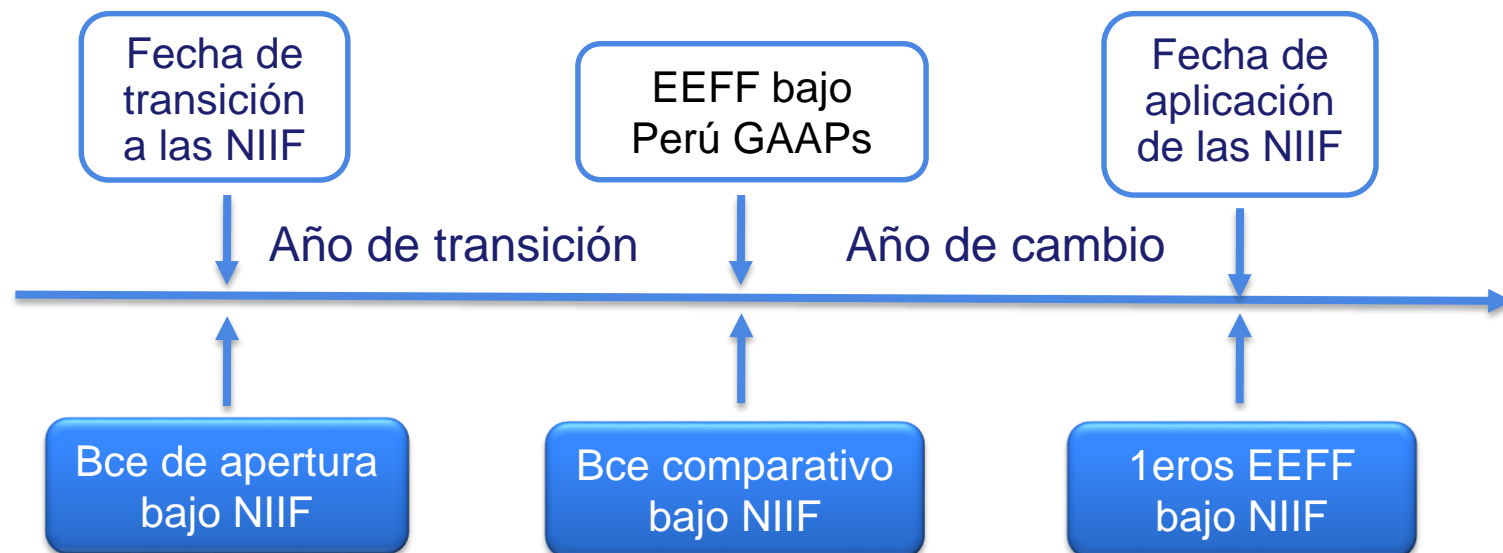 Fecha de
transición
a las NIIF
EEFF bajo
Perú GAAPs
Fecha de
aplicación
de las NIIF
Año de transición
Año de cambio
Bce de apertura
bajo NIIF
Bce comparativo
bajo NIIF
1eros EEFF
bajo NIIF